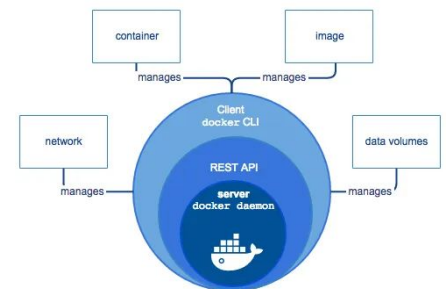 container
image
manages
manages
Client
docker CLI
network
data volumes
REST API
manages
server
manages
docker daemon